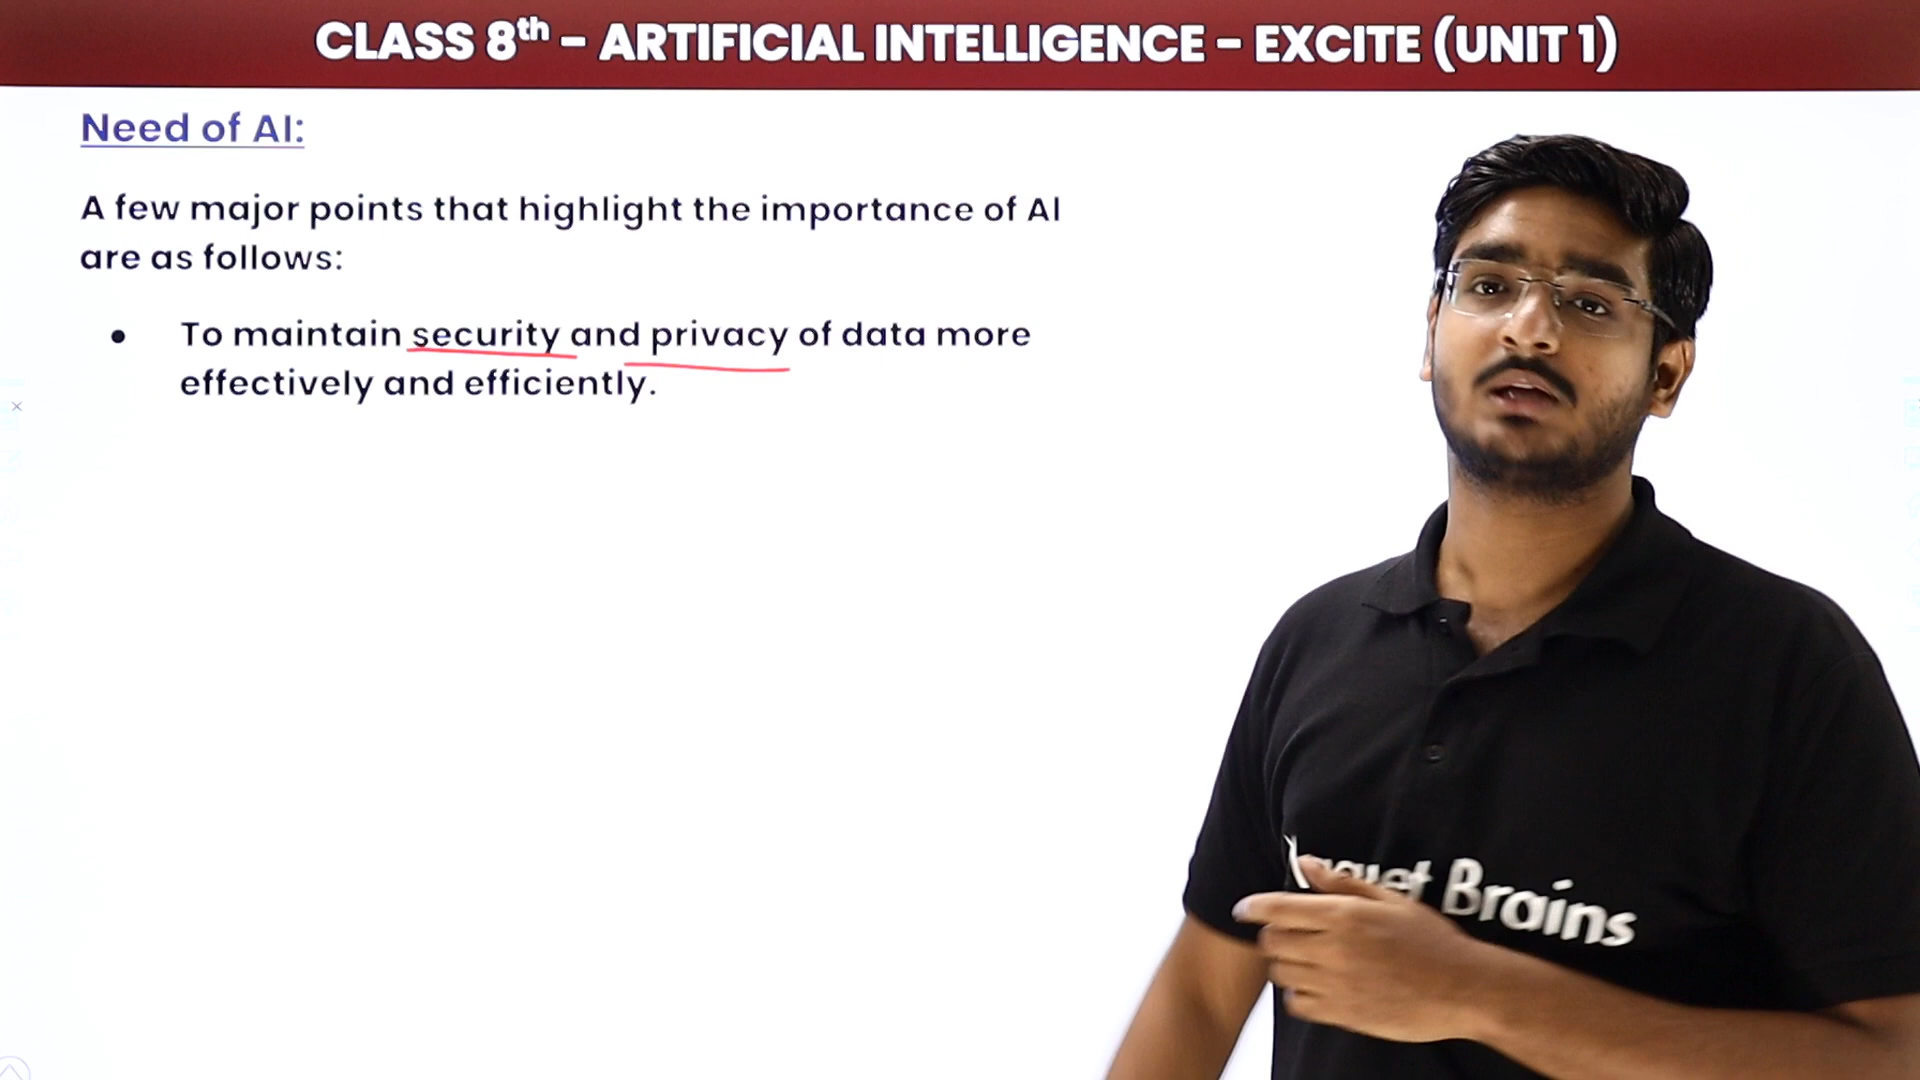 CLASS 8th - ARTIFICIAL INTELLIGENCE - EXCITE (UNIT 1)
Need of AI:
A few major points that highlight the importance of AI
are as follows:
• To maintain security and privacy of data more
effectively and efficiently.
Brains